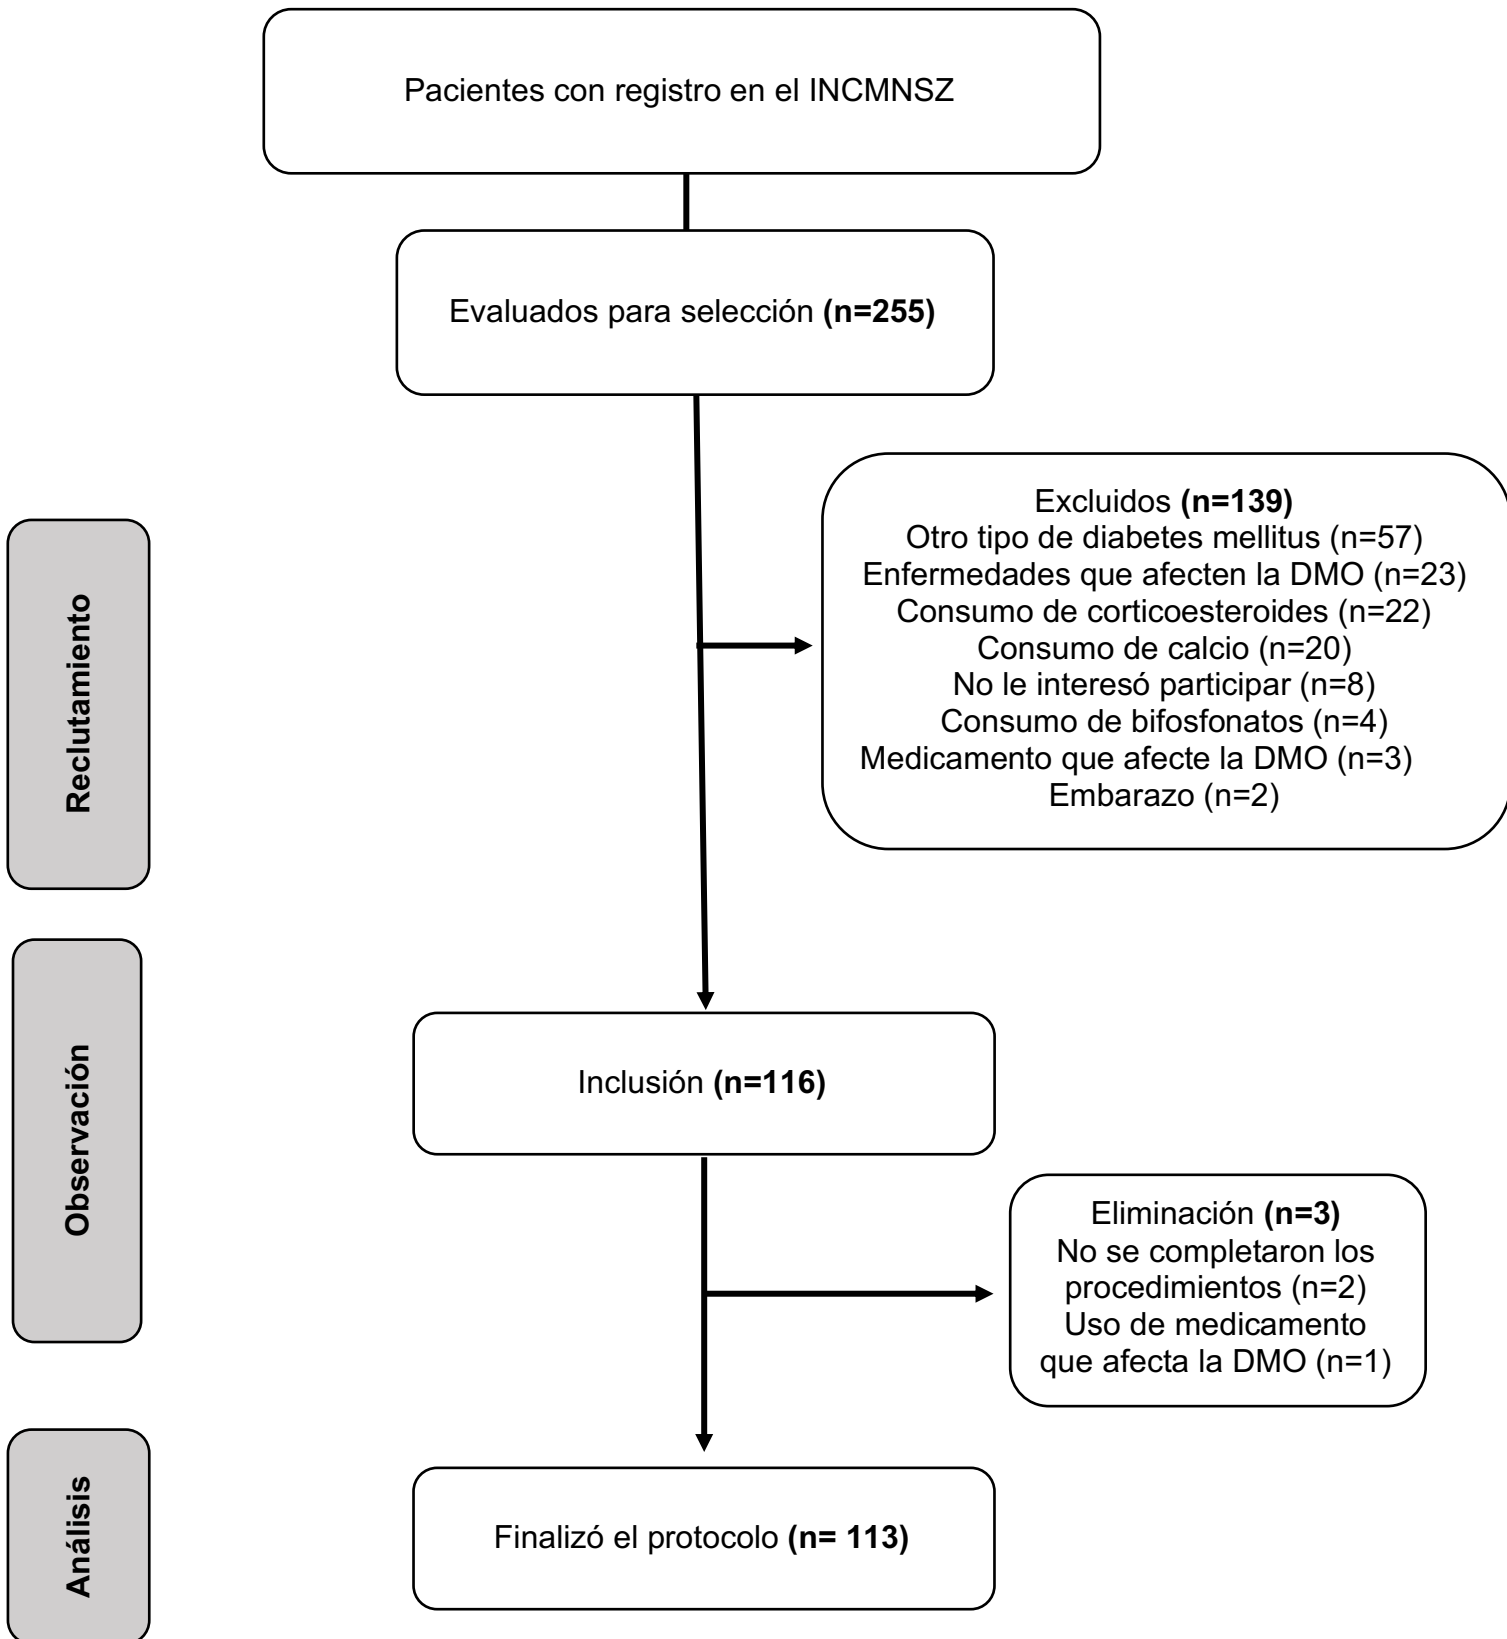 Pacientes con registro en el INCMNSZ
Evaluados para selección (n=255)
Reclutamiento
Excluidos (n=139)
Otro tipo de diabetes mellitus (n=57)
Enfermedades que afecten la DMO (n=23)
Consumo de corticoesteroides (n=22)
Consumo de calcio (n=20)
No le interesó participar (n=8)
Consumo de bifosfonatos (n=4)
Medicamento que afecte la DMO (n=3)
Embarazo (n=2)
Observación
Inclusión (n=116)
Eliminación (n=3)
No se completaron los
procedimientos (n=2)
Uso de medicamento
que afecta la DMO (n=1)
Análisis
Finalizó el protocolo (n= 113)